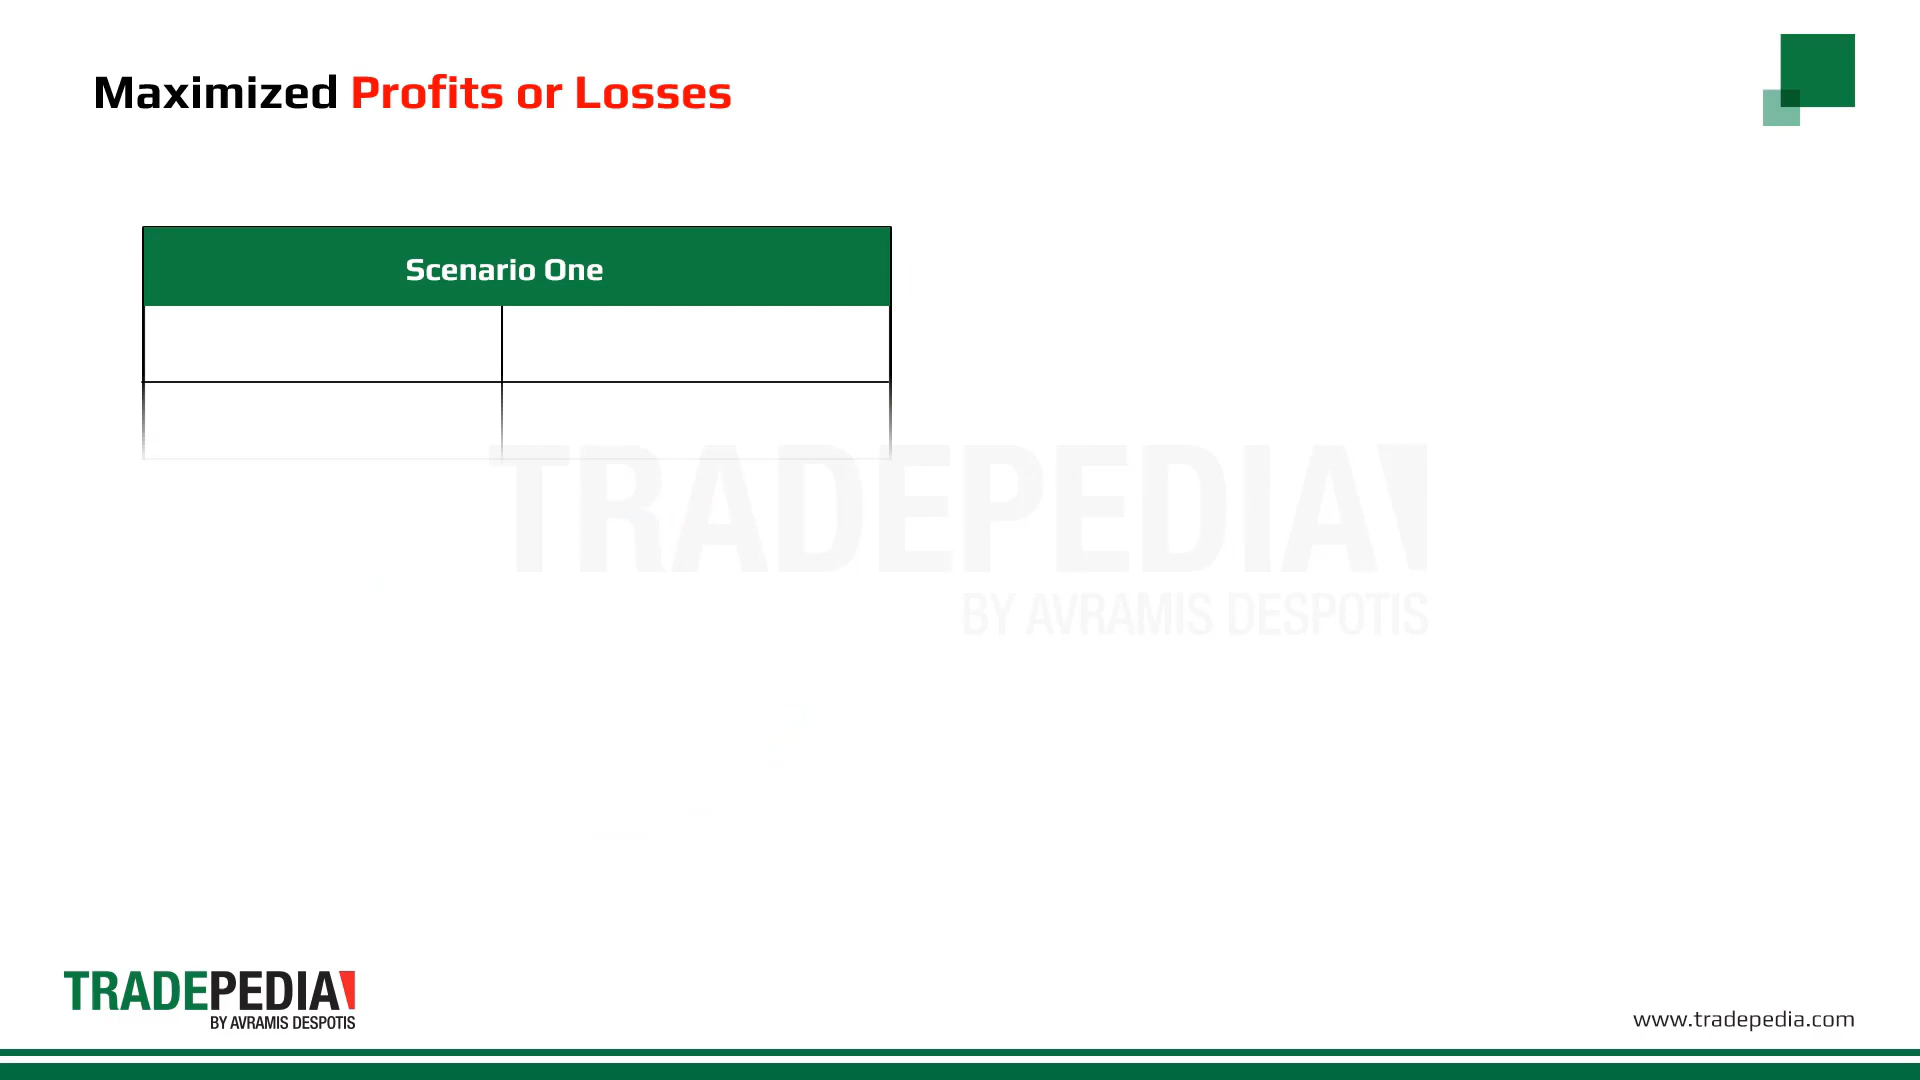 Maximized Profits or Losses
Scenario One
TRADEPEDIA
BY AVRAMIS DESPOTIS
TRADEPEDIA
BY AVRAMIS DESPOTIS
www.tradepedia.com